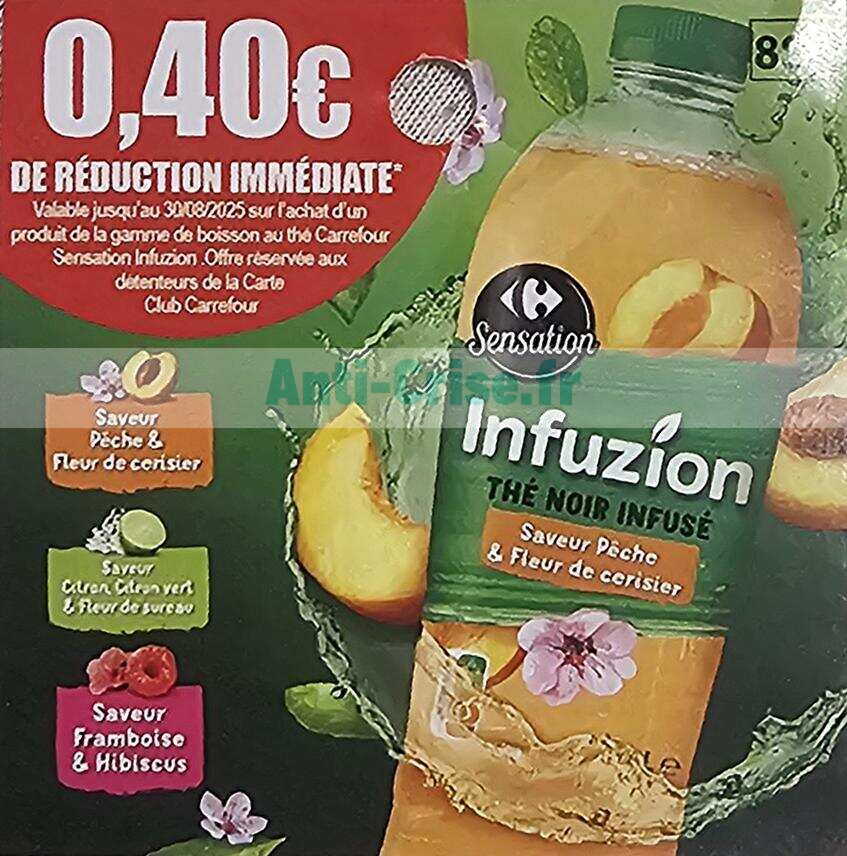 0,40€
DE RÉDUCTION IMMÉDIATE*
Valable jusqu'au 30/08/2025 sur l'achat d'un
produit de la gamme de boisson au thé Carrefour
Sensation Infuzion .Offre réservée aux
détenteurs de la Carte
Club Carrefour
Sensation
Anti-Crise.fr
Saveur
Pêche &
Fleur de cerisier
Infuzion
THÉ NOIR INFUSÉ
Saveur Pêche
& Fleur de cerisier
Saveur
Citron, Citron vert
& Fleur de sureau
Saveur
Framboise
& Hibiscus